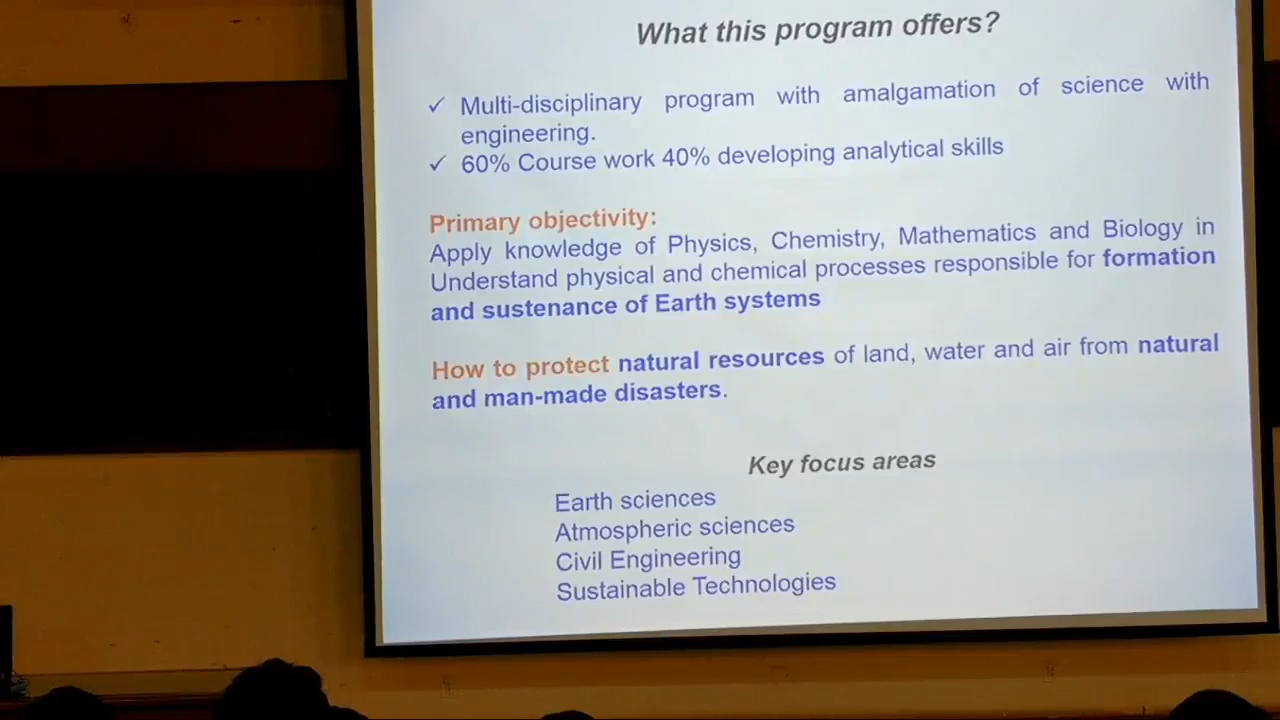 What this program offers?
✓ Multi-disciplinary program with amalgamation of science with
engineering.
✓ 60% Course work 40% developing analytical skills
Primary objectivity:
Apply knowledge of Physics, Chemistry, Mathematics and Biology in
Understand physical and chemical processes responsible for formation
and sustenance of Earth systems
How to protect natural resources of land, water and air from natural
and man-made disasters.
Key focus areas
Earth sciences
Atmospheric sciences
Civil Engineering
Sustainable Technologies